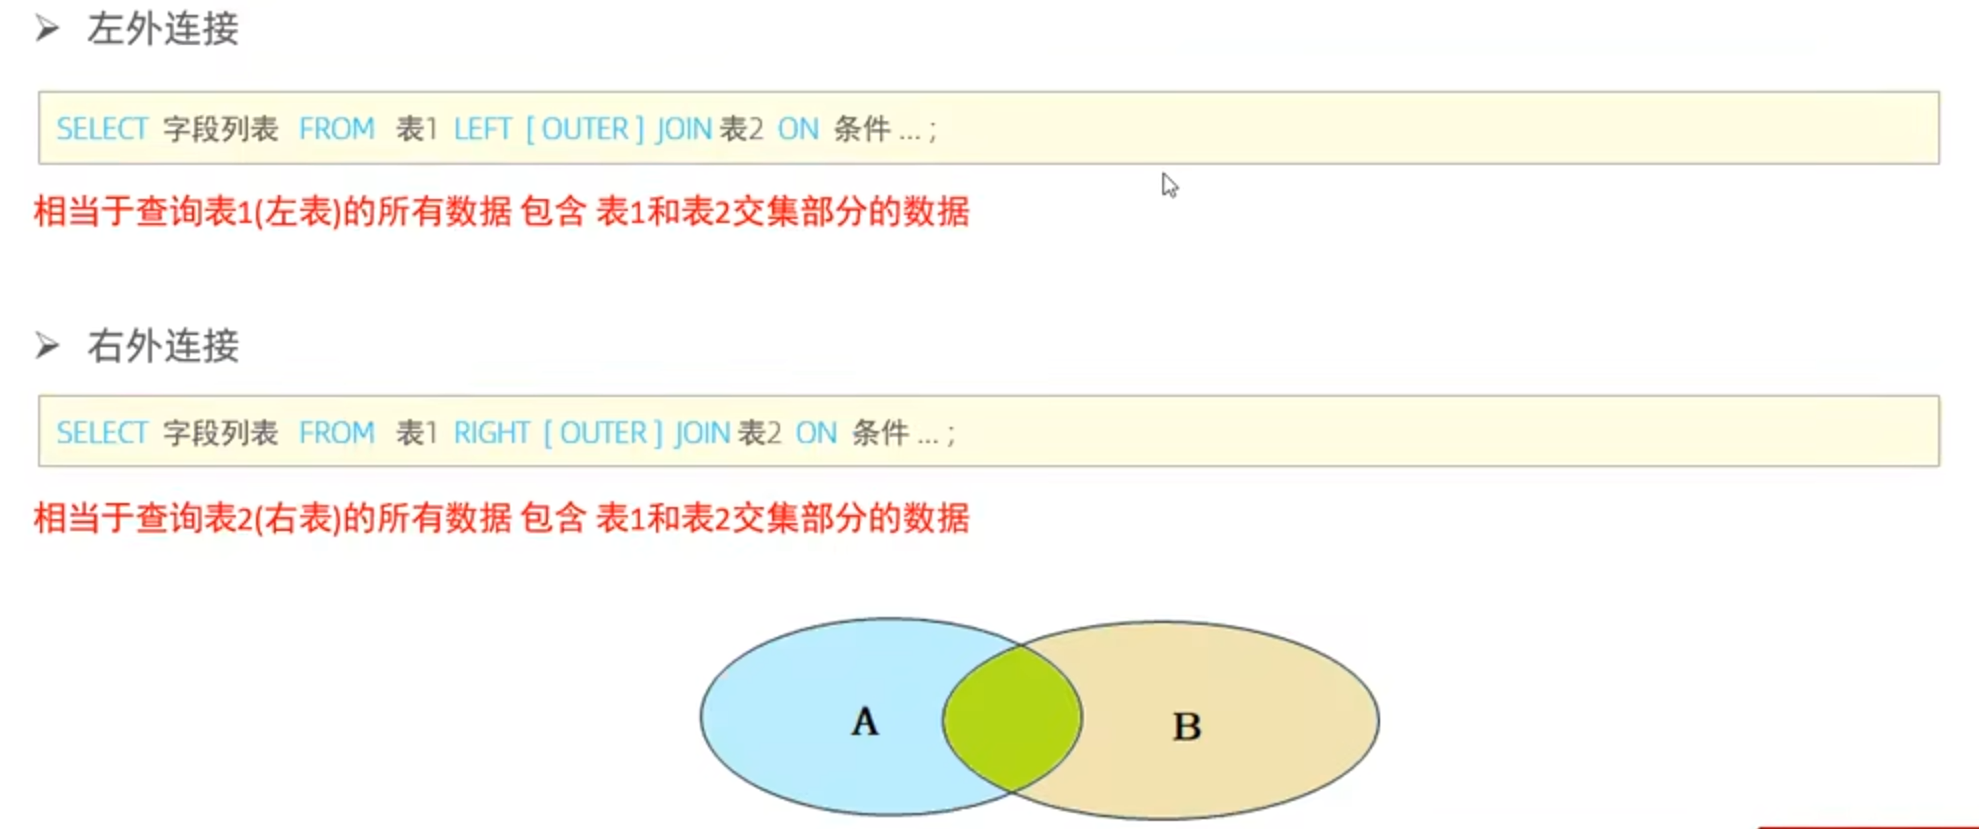 左外连接
SELECT 字段列表 FROM 表1 LEFT [ OUTER ] JOIN 表2 ON 条件 ... ;
相当于查询表1(左表)的所有数据 包含 表1和表2交集部分的数据
右外连接
SELECT 字段列表 FROM 表1 RIGHT [ OUTER ] JOIN 表2 ON 条件 ... ;
相当于查询表2(右表)的所有数据 包含 表1和表2交集部分的数据
A
B